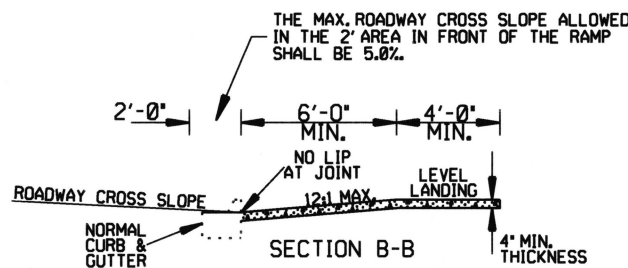 THE MAX. ROADWAY CROSS SLOPE ALLOWED
IN THE 2' AREA IN FRONT OF THE RAMP
SHALL BE 5.0%.
2'-0" 6'-0" 4'-0"
MIN. MIN.
NO LIP
AT JOINT
LEVEL
LANDING
ROADWAY CROSS SLOPE
12:1 MAX.
NORMAL
CURB &
GUTTER
SECTION B-B
4" MIN.
THICKNESS